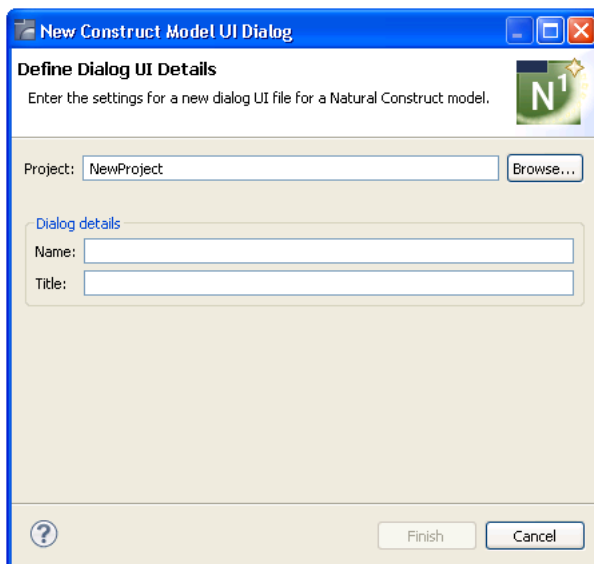 New Construct Model UI Dialog
Define Dialog UI Details
Enter the settings for a new dialog UI file for a Natural Construct model.
N1
Project: NewProject Browse...
Dialog details
Name:
Title:
? Finish Cancel